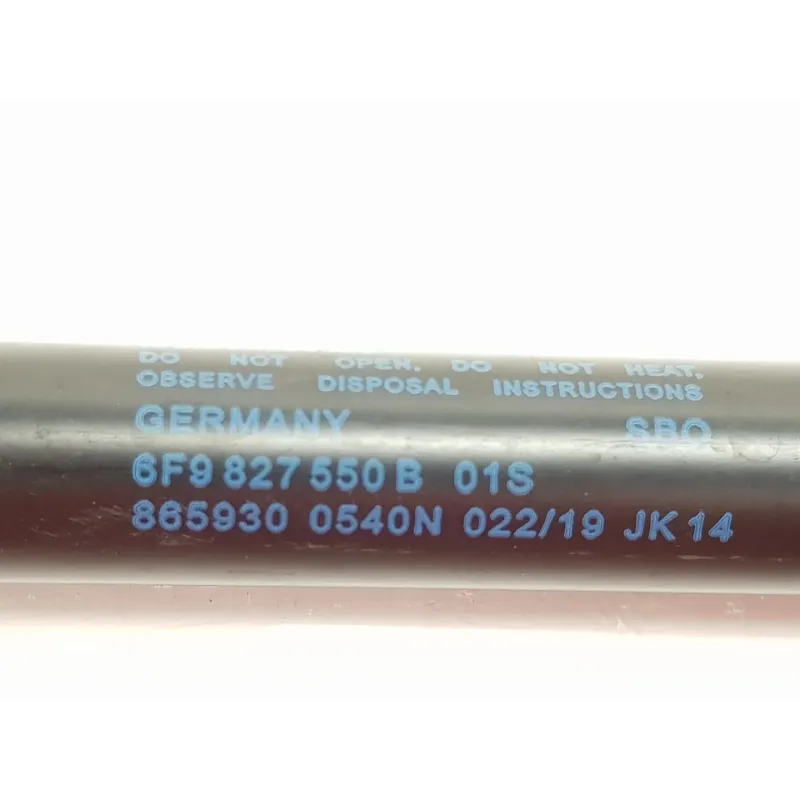 DO NOT OPEN. DO NOT HEAT.
OBSERVE DISPOSAL INSTRUCTIONS
GERMANY SBO
6F9 827 550 B 01S
865930 0540N 022/19 JK 14